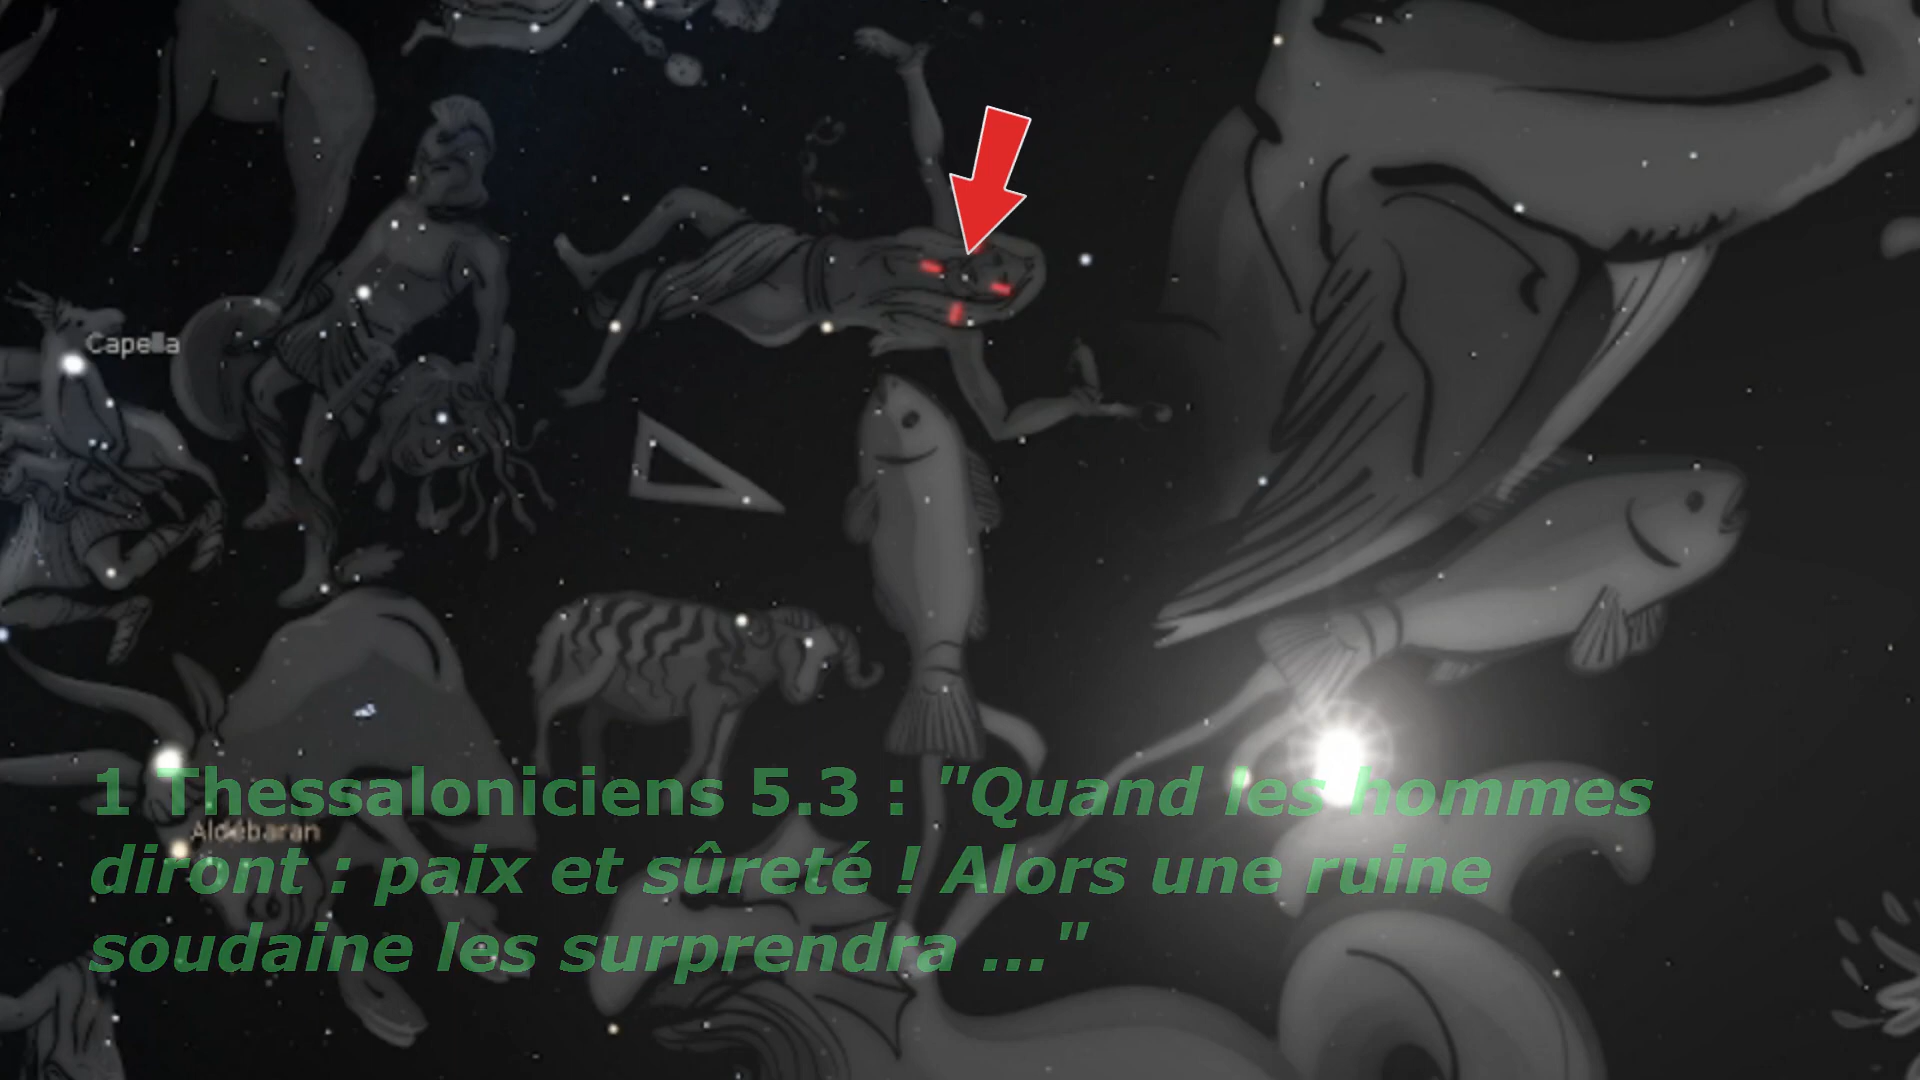 Capella
1 Thessaloniciens 5.3 : "Quand les hommes
Aldébaran
diront : paix et sûreté ! Alors une ruine
soudaine les surprendra ..."